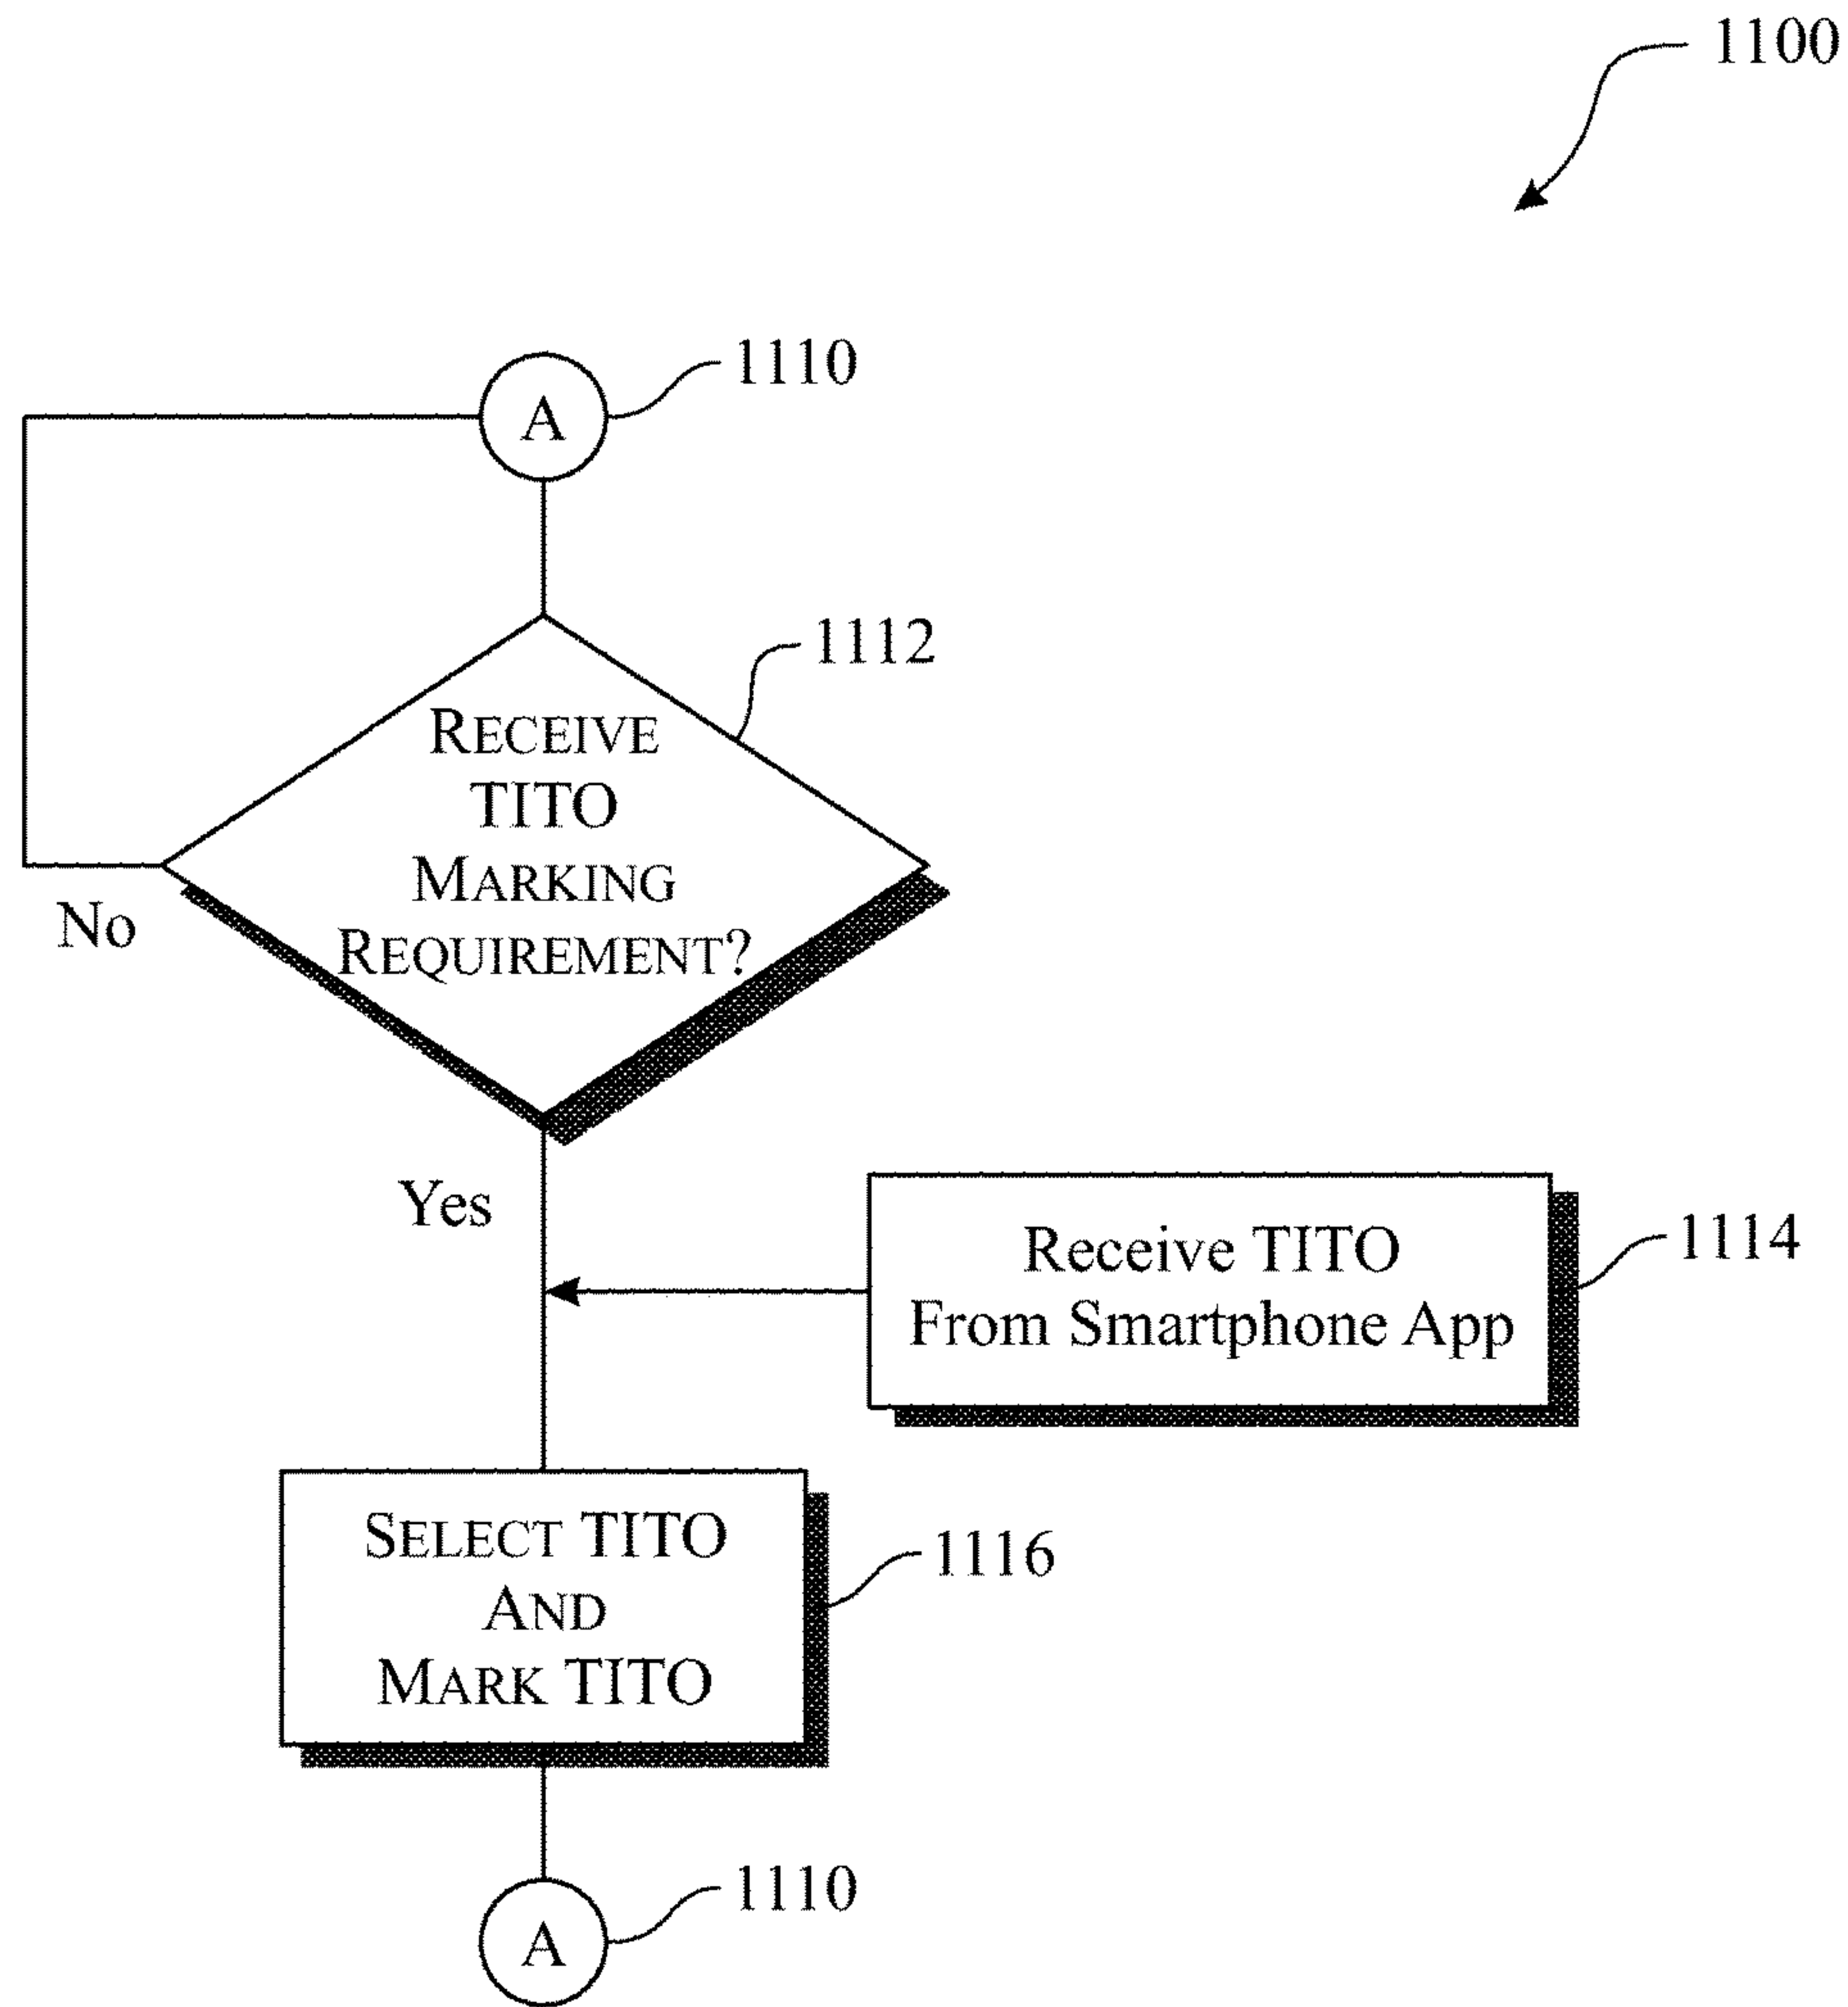 1100
1110
A
1112
RECEIVE
TITO
MARKING
REQUIREMENT?
No
Yes
Receive TITO
From Smartphone App
1114
SELECT TITO
AND
MARK TITO
1116
1110
A